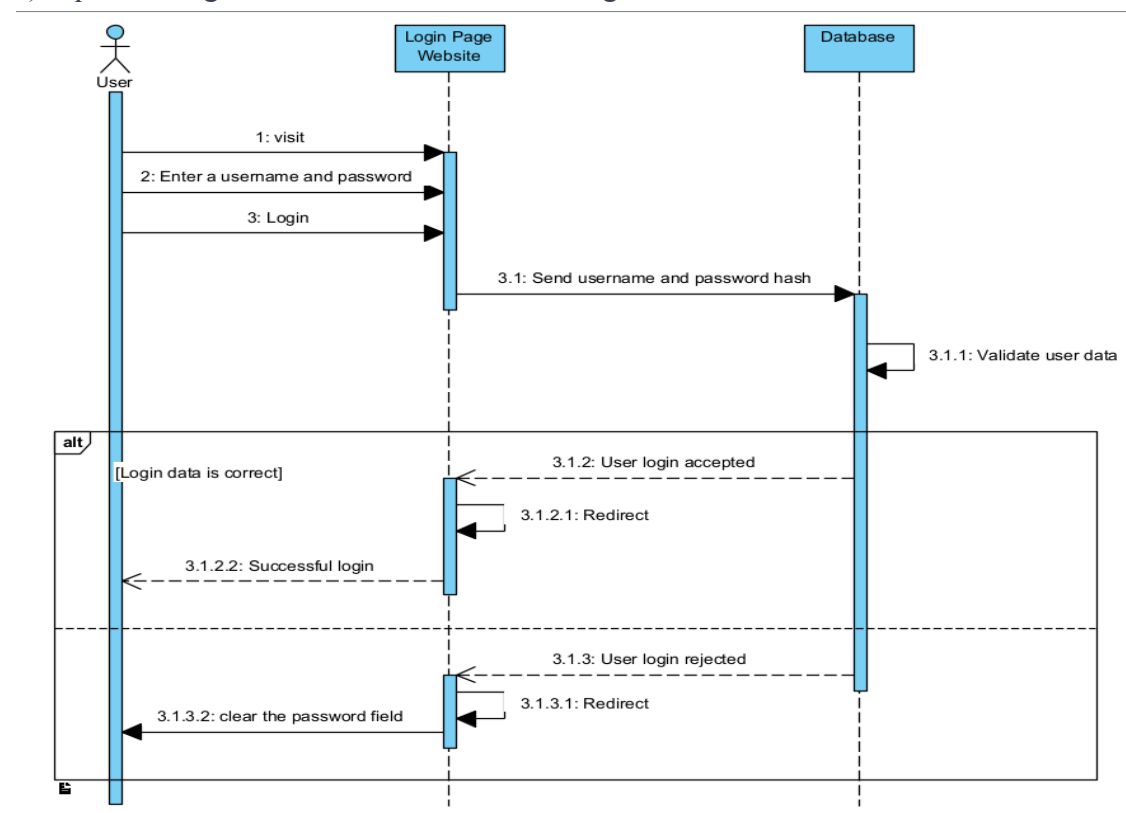 Login Page
Website
Database
User
1: visit
2: Enter a username and password
3: Login
3.1: Send username and password hash
3.1.1: Validate user data
alt
[Login data is correct]
3.1.2: User login accepted
3.1.2.1: Redirect
3.1.2.2: Successful login
3.1.3: User login rejected
3.1.3.1: Redirect
3.1.3.2: clear the password field